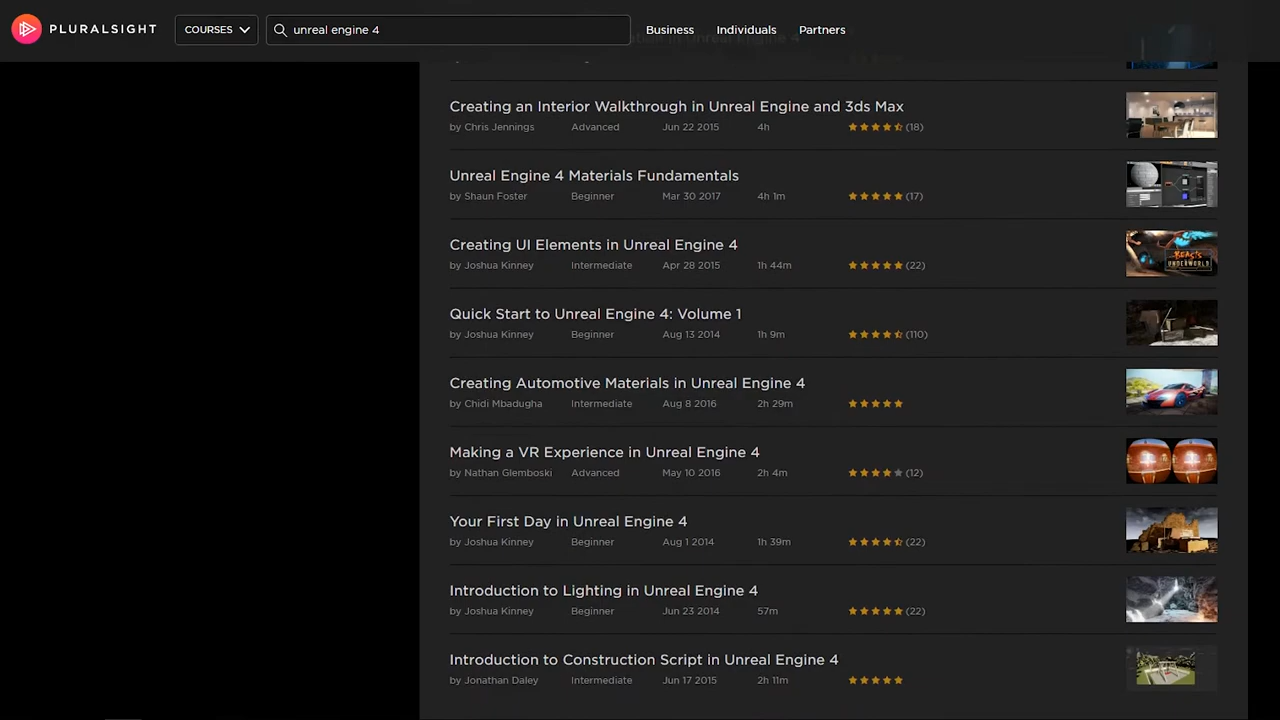 PLURALSIGHT
COURSES
unreal engine 4
Business
Individuals
Partners
Creating an Interior Walkthrough in Unreal Engine and 3ds Max
by Chris Jennings Advanced Jun 22 2015 4h (18)
Unreal Engine 4 Materials Fundamentals
by Shaun Foster Beginner Mar 30 2017 4h 1m (17)
Creating UI Elements in Unreal Engine 4
by Joshua Kinney Intermediate Apr 28 2015 1h 44m (22)
BEASTS
UNDERWORLD
Quick Start to Unreal Engine 4: Volume 1
by Joshua Kinney Beginner Aug 13 2014 1h 9m (110)
Creating Automotive Materials in Unreal Engine 4
by Chidi Mbadugha Intermediate Aug 8 2016 2h 29m
Making a VR Experience in Unreal Engine 4
by Nathan Glemboski Advanced May 10 2016 2h 4m (12)
Your First Day in Unreal Engine 4
by Joshua Kinney Beginner Aug 1 2014 1h 39m (22)
Introduction to Lighting in Unreal Engine 4
by Joshua Kinney Beginner Jun 23 2014 57m (22)
Introduction to Construction Script in Unreal Engine 4
by Jonathan Daley Intermediate Jun 17 2015 2h 11m